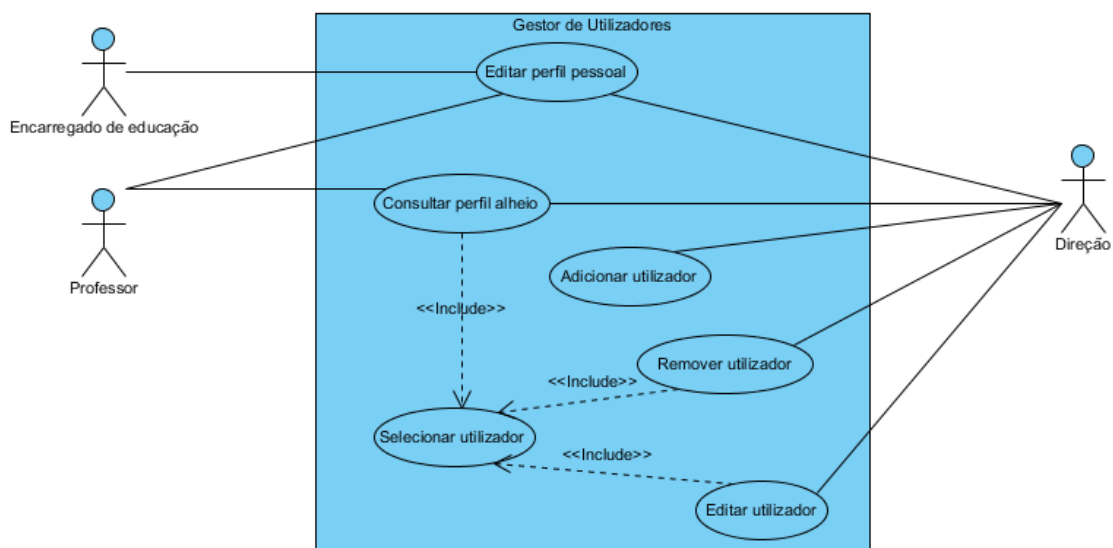 Gestor de Utilizadores
Editar perfil pessoal
Encarregado de educação
Consultar perfil alheio
Professor
Direção
Adicionar utilizador
<<Include>>
Remover utilizador
<<Include>>
Selecionar utilizador
<<Include>>
Editar utilizador